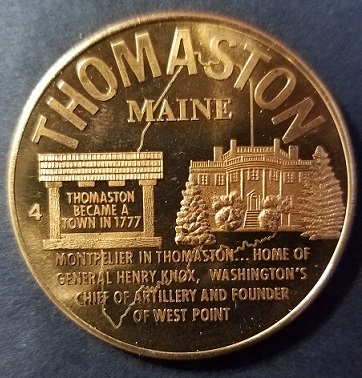 THOMASTON
MAINE
4
THOMASTON
BECAME A
TOWN IN 1777
MONTPELIER IN THOMASTON... HOME OF
GENERAL HENRY KNOX, WASHINGTON'S
CHIEF OF ARTILLERY AND FOUNDER
OF WEST POINT